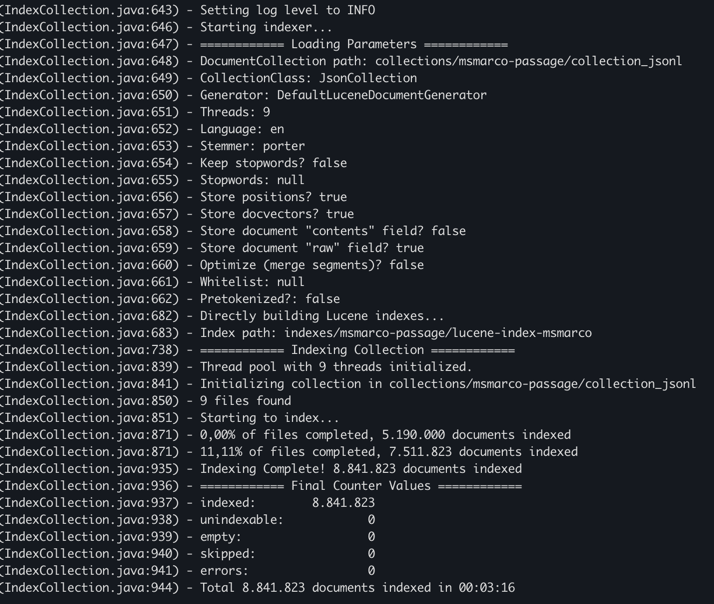 (IndexCollection.java:643) - Setting log level to INFO
(IndexCollection.java:646) - Starting indexer...
(IndexCollection.java:647) - ============ Loading Parameters ============
(IndexCollection.java:648) - DocumentCollection path: collections/msmarco-passage/collection_jsonl
(IndexCollection.java:649) - CollectionClass: JsonCollection
(IndexCollection.java:650) - Generator: DefaultLuceneDocumentGenerator
(IndexCollection.java:651) - Threads: 9
(IndexCollection.java:652) - Language: en
(IndexCollection.java:653) - Stemmer: porter
(IndexCollection.java:654) - Keep stopwords? false
(IndexCollection.java:655) - Stopwords: null
(IndexCollection.java:656) - Store positions? true
(IndexCollection.java:657) - Store docvectors? true
(IndexCollection.java:658) - Store document "contents" field? false
(IndexCollection.java:659) - Store document "raw" field? true
(IndexCollection.java:660) - Optimize (merge segments)? false
(IndexCollection.java:661) - Whitelist: null
(IndexCollection.java:662) - Pretokenized?: false
(IndexCollection.java:682) - Directly building Lucene indexes...
(IndexCollection.java:683) - Index path: indexes/msmarco-passage/lucene-index-msmarco
(IndexCollection.java:738) - ============ Indexing Collection ============
(IndexCollection.java:839) - Thread pool with 9 threads initialized.
(IndexCollection.java:841) - Initializing collection in collections/msmarco-passage/collection_jsonl
(IndexCollection.java:850) - 9 files found
(IndexCollection.java:851) - Starting to index...
(IndexCollection.java:871) - 0,00% of files completed, 5.190.000 documents indexed
(IndexCollection.java:871) - 11,11% of files completed, 7.511.823 documents indexed
(IndexCollection.java:935) - Indexing Complete! 8.841.823 documents indexed
(IndexCollection.java:936) - ============ Final Counter Values ============
(IndexCollection.java:937) - indexed:        8.841.823
(IndexCollection.java:938) - unindexable:            0
(IndexCollection.java:939) - empty:                  0
(IndexCollection.java:940) - skipped:                0
(IndexCollection.java:941) - errors:                 0
(IndexCollection.java:944) - Total 8.841.823 documents indexed in 00:03:16